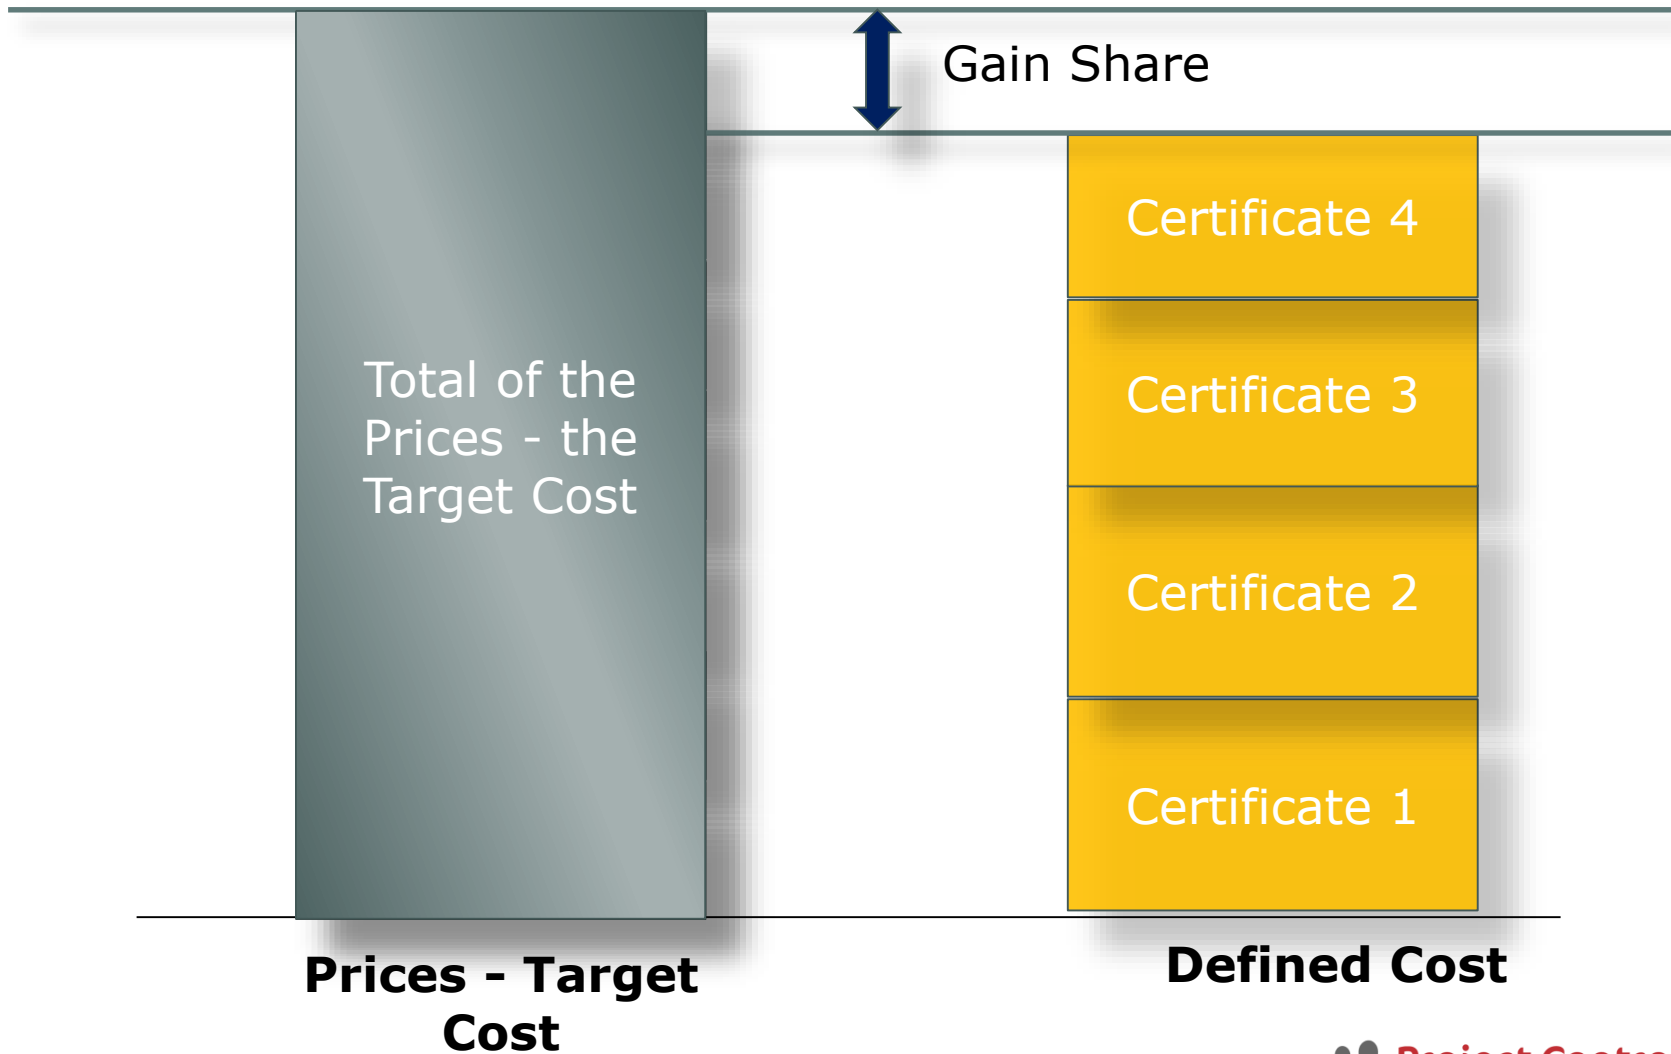 Gain Share
Total of the
Prices - the
Target Cost
Certificate 4
Certificate 3
Certificate 2
Certificate 1
Prices – Target
Cost
Defined Cost
Project